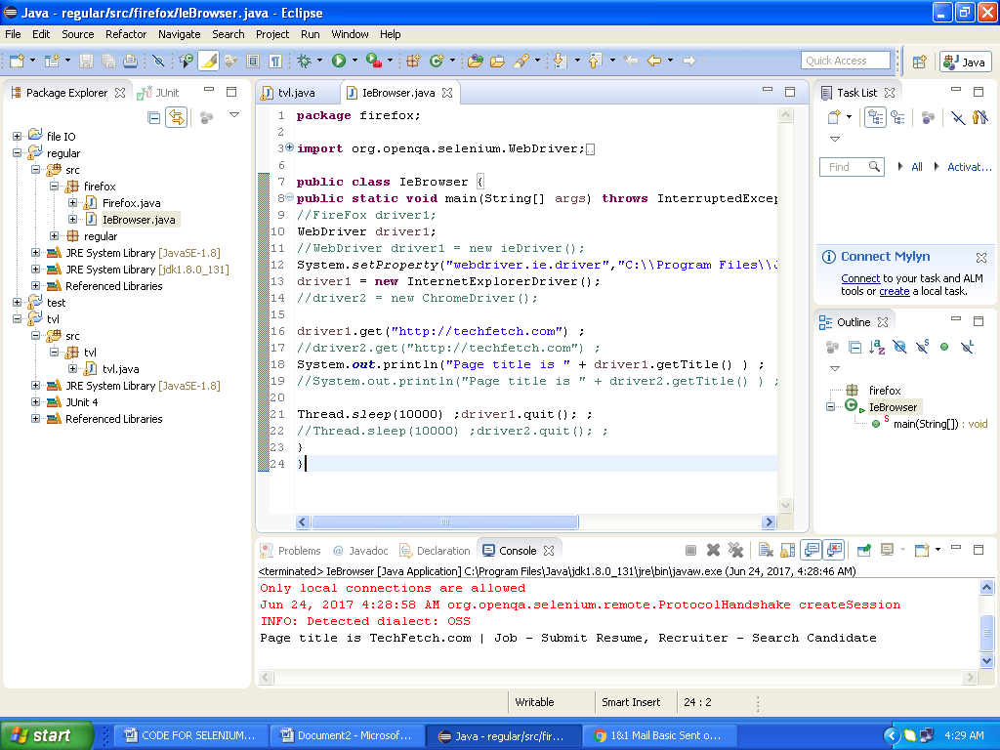 Java - regular/src/firefox/IeBrowser.java - Eclipse
File Edit Source Refactor Navigate Search Project Run Window Help
Quick Access
Java
Package Explorer
JUnit
file IO
regular
src
firefox
Firefox.java
IeBrowser.java
regular
JRE System Library [JavaSE-1.8]
JRE System Library [jdk1.8.0_131]
Referenced Libraries
test
tvl
src
tvl
tvl.java
JRE System Library [JavaSE-1.8]
JUnit 4
Referenced Libraries
tvl.java
IeBrowser.java
1 package firefox;
2
3 import org.openqa.selenium.WebDriver;
6
7 public class IeBrowser {
8 public static void main(String[] args) throws InterruptedExcep
9 //FireFox driver1;
10 WebDriver driver1;
11 //WebDriver driver1 = new ieDriver();
12 System.setProperty("webdriver.ie.driver","C:\\Program Files\\J
13 driver1 = new InternetExplorerDriver();
14 //driver2 = new ChromeDriver();
15
16 driver1.get("http://techfetch.com") ;
17 //driver2.get("http://techfetch.com") ;
18 System.out.println("Page title is " + driver1.getTitle() ) ;
19 //System.out.println("Page title is " + driver2.getTitle() ) ;
20
21 Thread.sleep(10000) ;driver1.quit(); ;
22 //Thread.sleep(10000) ;driver2.quit(); ;
23 }
24 }
Task List
Find
All
Activat...
Connect Mylyn
Connect to your task and ALM
tools or create a local task.
Outline
firefox
IeBrowser
main(String[]) : void
Problems
Javadoc
Declaration
Console
<terminated> IeBrowser [Java Application] C:\Program Files\Java\jdk1.8.0_131\jre\bin\javaw.exe (Jun 24, 2017, 4:28:46 AM)
Only local connections are allowed
Jun 24, 2017 4:28:58 AM org.openqa.selenium.remote.ProtocolHandshake createSession
INFO: Detected dialect: OSS
Page title is TechFetch.com | Job - Submit Resume, Recruiter - Search Candidate
Writable
Smart Insert
24 : 2
start
CODE FOR SELENIUM...
Document2 - Microsof...
Java - regular/src/fir...
1&1 Mail Basic Sent o...
4:29 AM